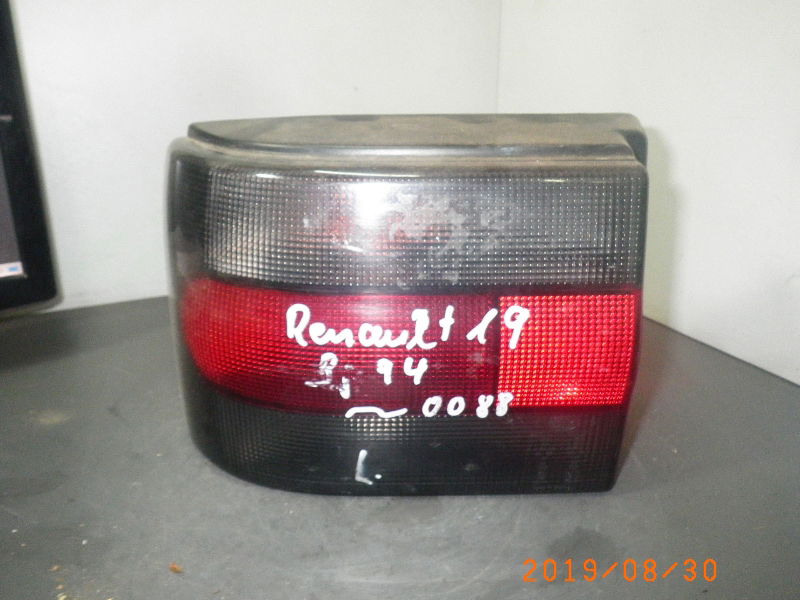 Renault 19
Bj 94
~ 0088
L.
2019/08/30